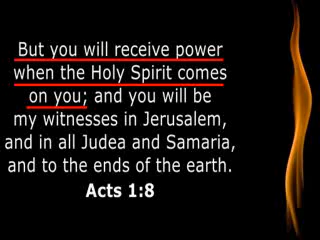 But you will receive power
when the Holy Spirit comes
on you; and you will be
my witnesses in Jerusalem,
and in all Judea and Samaria,
and to the ends of the earth.
Acts 1:8